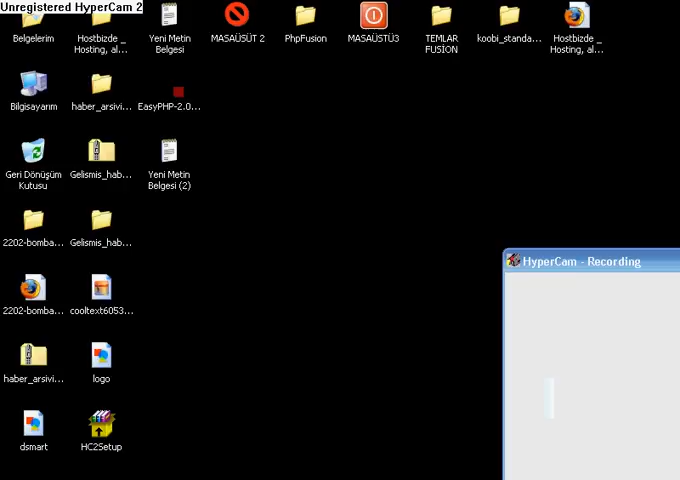 Unregistered HyperCam 2
Belgelerim
Hostbizde _
Hosting, al...
Yeni Metin
Belgesi
MASAÜSÜT 2
PhpFusion
MASAÜSTÜ3
TEMLAR
FUSİON
koobi_standa...
Hostbizde _
Hosting, al...
Bilgisayarım
haber_arsivi...
EasyPHP-2.0...
Geri Dönüşüm
Kutusu
Gelismis_hab...
Yeni Metin
Belgesi (2)
2202-bomba...
Gelismis_hab...
HyperCam - Recording
2202-bomba...
cooltext6053...
haber_arsivi...
logo
dsmart
HC2Setup